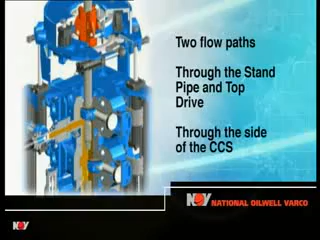 Two flow paths
Through the Stand
Pipe and Top
Drive
Through the side
of the CCS
NOV NATIONAL OILWELL VARCO
NOV